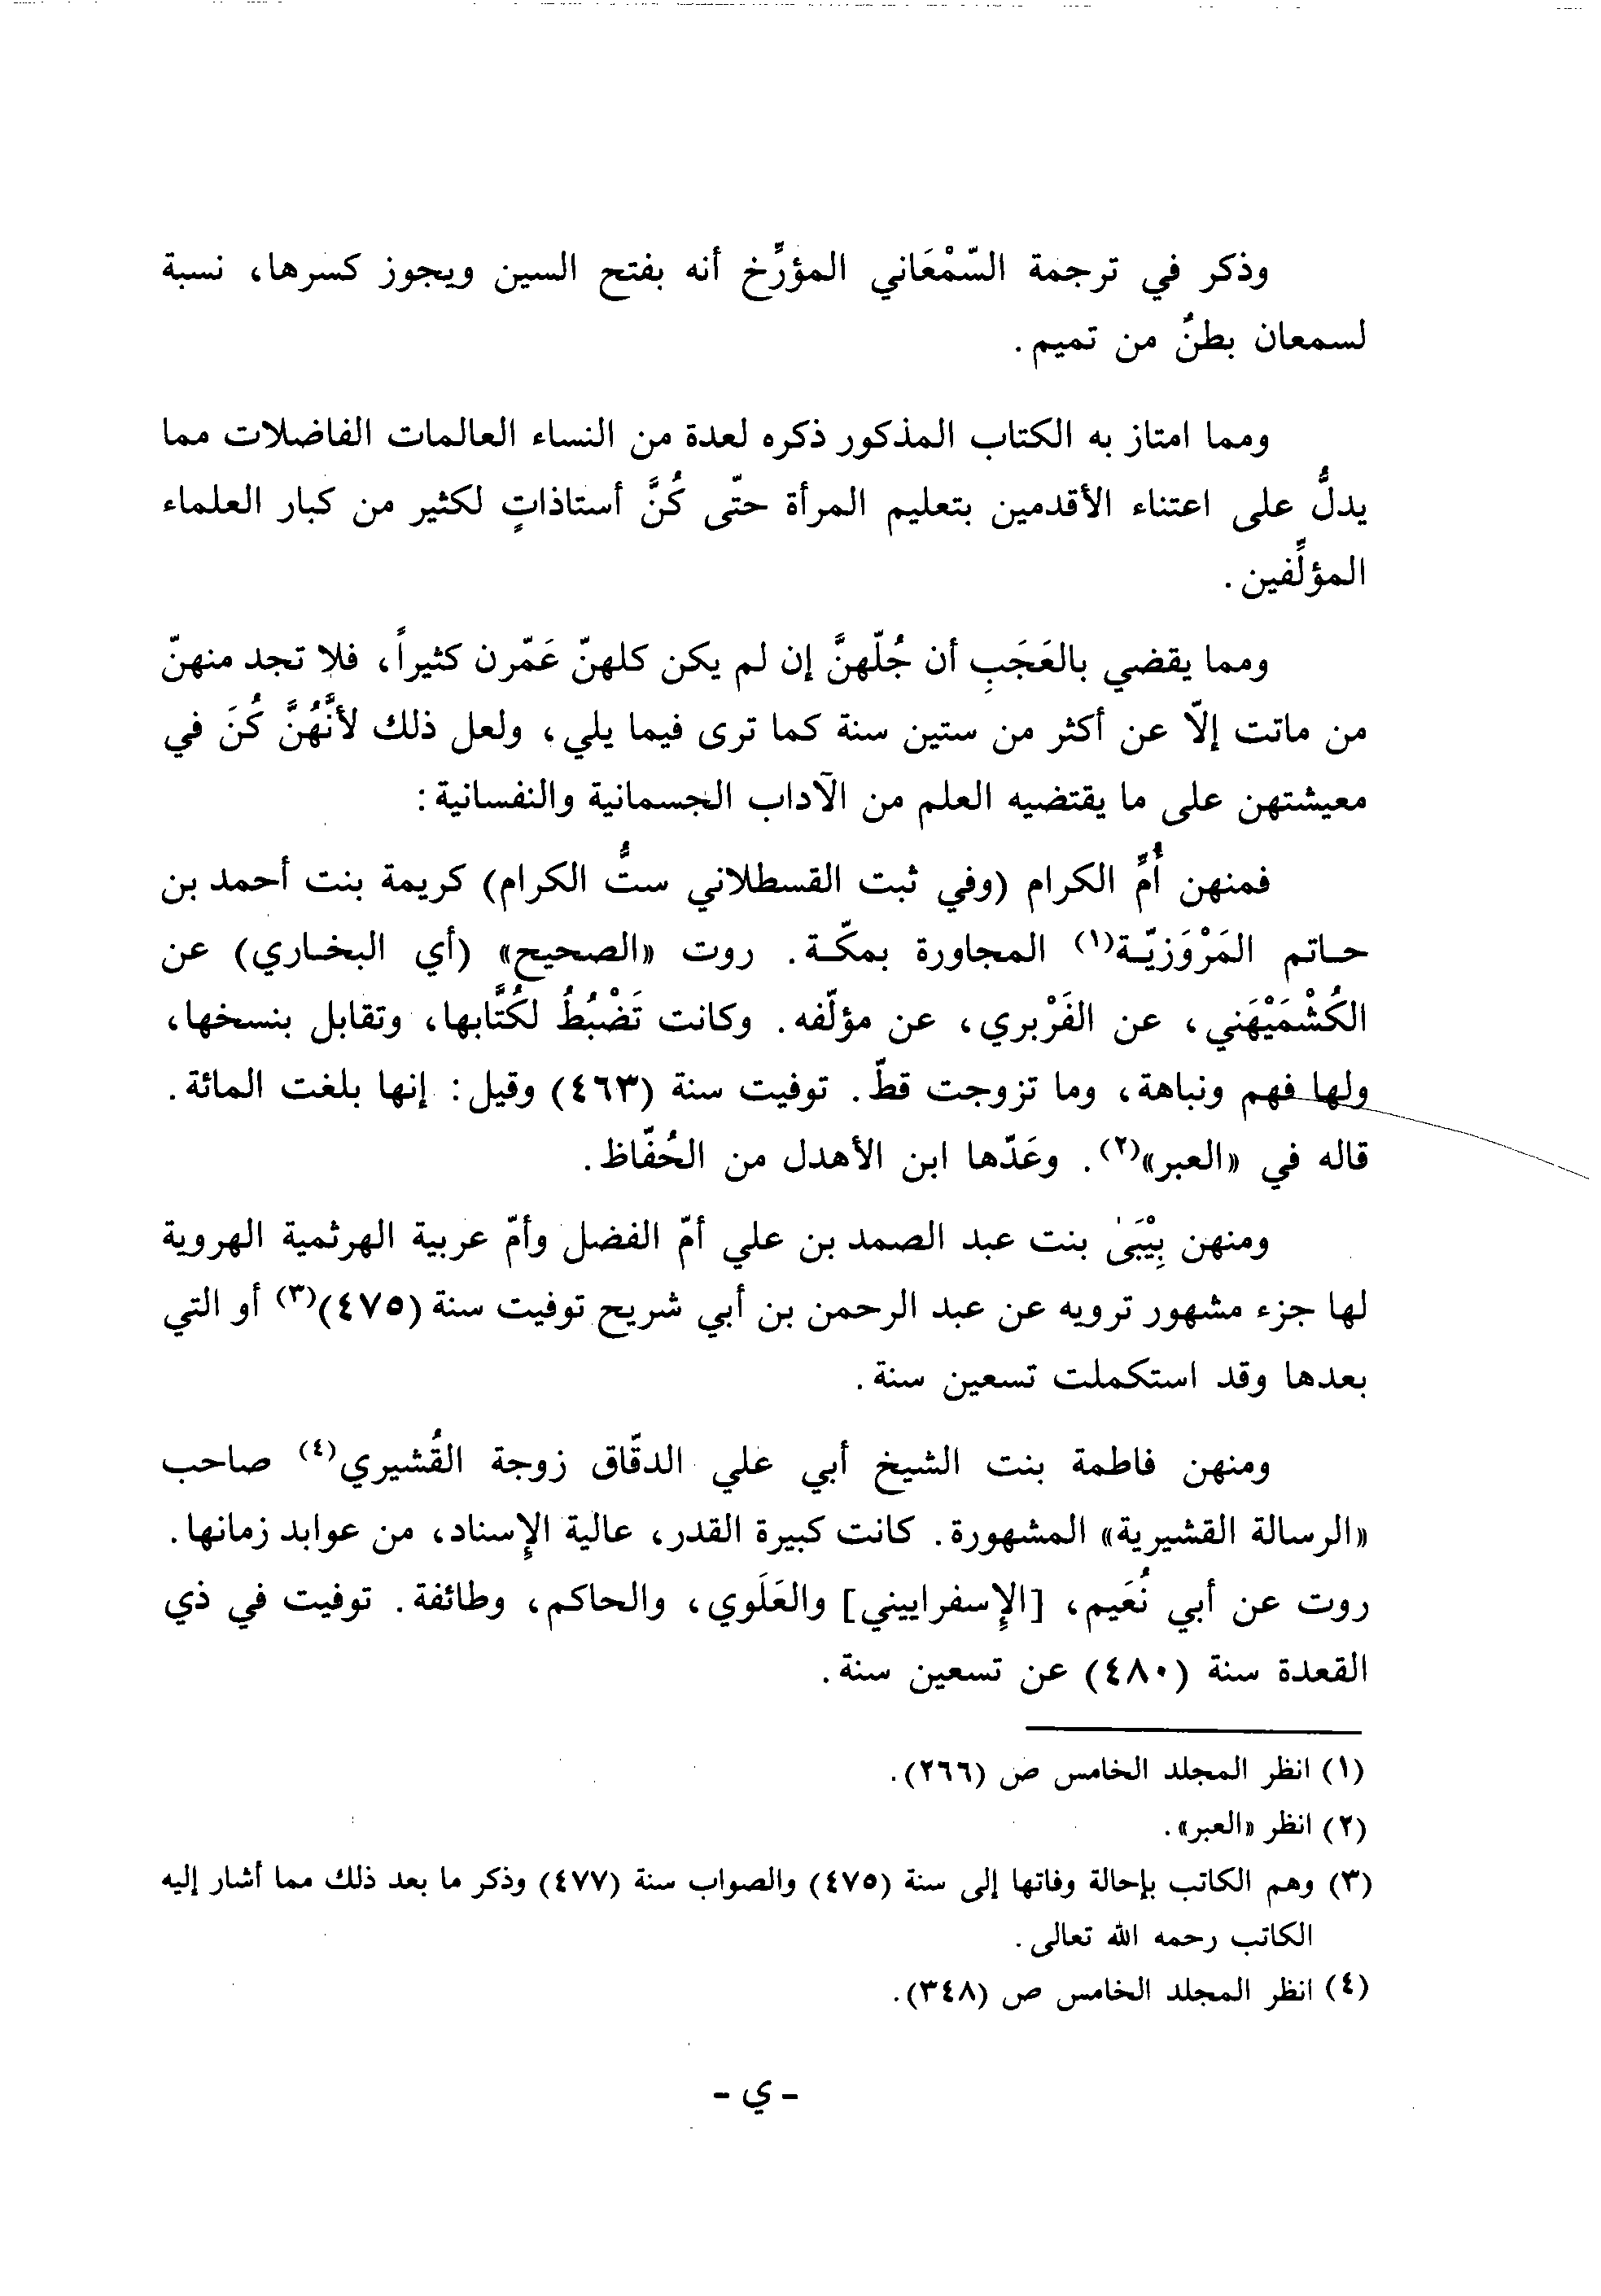 وذكر في ترجمة السّمْعَاني المؤرِّخ أنه بفتح السين ويجوز كسرها، نسبة
لسمعان بطنٌ من تميم.
ومما امتاز به الكتاب المذكور ذكره لعدة من النساء العالمات الفاضلات مما
يدلُّ على اعتناء الأقدمين بتعليم المرأة حتّى كُنَّ أستاذاتٍ لكثير من كبار العلماء
المؤلِّفين.
ومما يقضي بالعَجَبِ أن جُلّهنَّ إن لم يكن كلهنّ عَمّرن كثيراً، فلا تجد منهنّ
من ماتت إلاّ عن أكثر من ستين سنة كما ترى فيما يلي، ولعل ذلك لأنَّهُنَّ كُنَ في
معيشتهن على ما يقتضيه العلم من الآداب الجسمانية والنفسانية:
فمنهن أُمُّ الكرام (وفي ثبت القسطلاني ستُّ الكرام) كريمة بنت أحمد بن
حـاتم المَرْوَزيّـة(١) المجاورة بمكّـة. روت «الصحيح» (أي البخـاري) عن
الكُشْمَيْهَني، عن الفَرْبري، عن مؤلّفه. وكانت تَضْبُطُ لكُتَّابها، وتقابل بنسخها،
ولها فهم ونباهة، وما تزوجت قطّ. توفيت سنة (٤٦٣) وقيل: إنها بلغت المائة.
قاله في «العبر»(٢). وعَدّها ابن الأهدل من الحُفّاظ.
ومنهن بِيْبَىٰ بنت عبد الصمد بن علي أمّ الفضل وأمّ عربية الهرثمية الهروية
لها جزء مشهور ترويه عن عبد الرحمن بن أبي شريح توفيت سنة (٤٧٥)(٣) أو التي
بعدها وقد استكملت تسعين سنة.
ومنهن فاطمة بنت الشيخ أبي علي الدقّاق زوجة القُشيري(٤) صاحب
«الرسالة القشيرية» المشهورة. كانت كبيرة القدر، عالية الإسناد، من عوابد زمانها.
روت عن أبي نُعَيم، [الإسفراييني] والعَلَوي، والحاكم، وطائفة. توفيت في ذي
القعدة سنة (٤٨٠) عن تسعين سنة.
(١) انظر المجلد الخامس ص (٢٦٦).
(٢) انظر «العبر».
(٣) وهم الكاتب بإحالة وفاتها إلى سنة (٤٧٥) والصواب سنة (٤٧٧) وذكر ما بعد ذلك مما أشار إليه
الكاتب رحمه الله تعالى.
(٤) انظر المجلد الخامس ص (٣٤٨).
- ي -